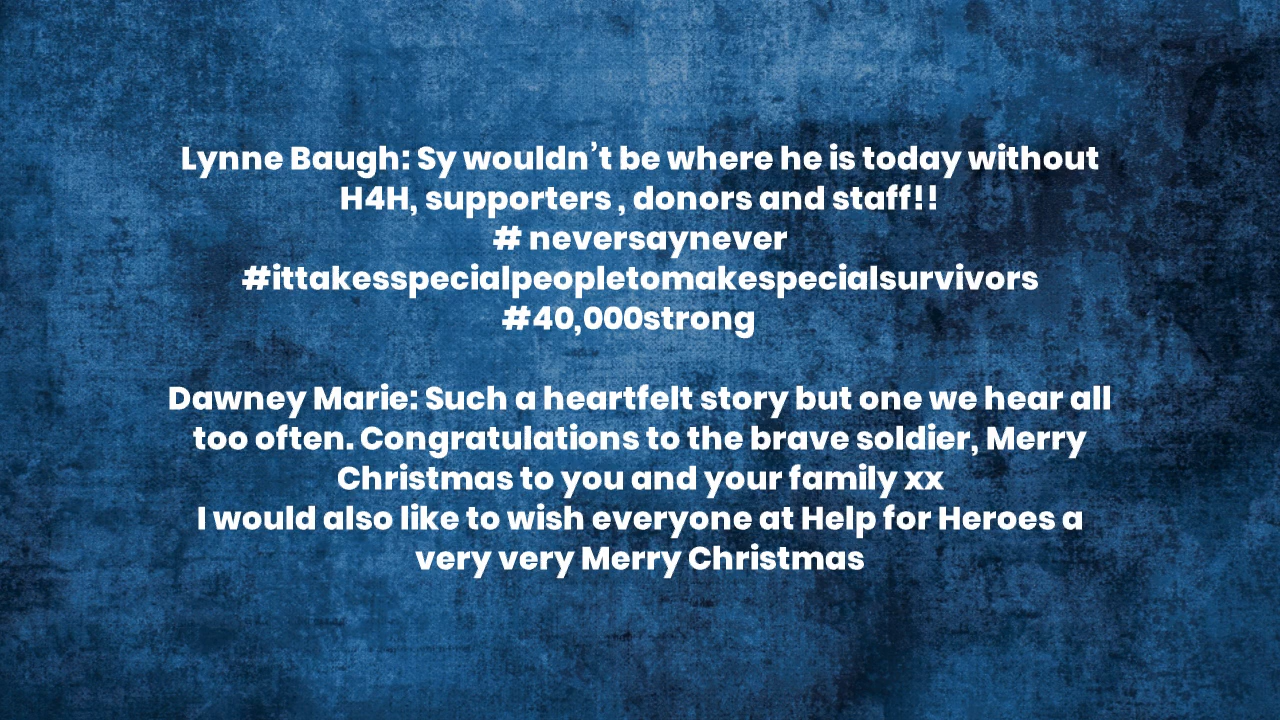 Lynne Baugh: Sy wouldn’t be where he is today without
H4H, supporters , donors and staff!!
# neversaynever
#ittakesspecialpeopletomakespecialsurvivors
#40,000strong
Dawney Marie: Such a heartfelt story but one we hear all
too often. Congratulations to the brave soldier, Merry
Christmas to you and your family xx
I would also like to wish everyone at Help for Heroes a
very very Merry Christmas